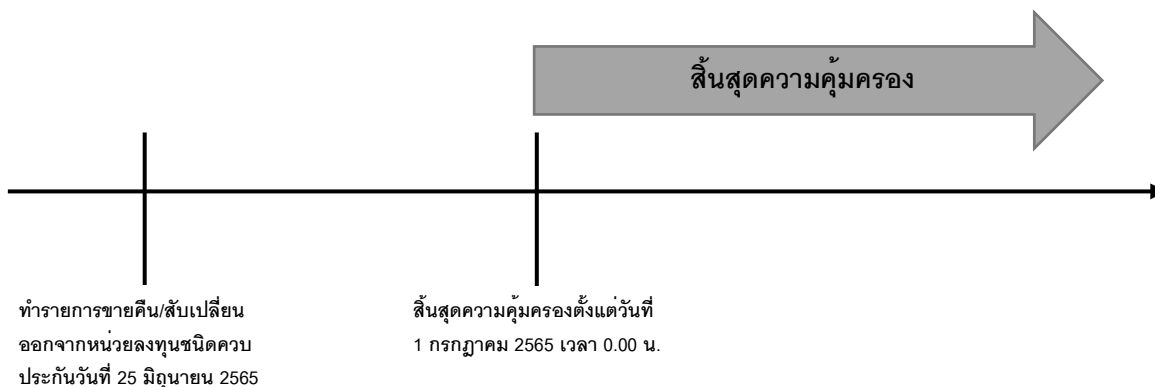 สิ้นสุดความคุ้มครอง
ทำรายการขายคืน/สับเปลี่ยน
ออกจากหน่วยลงทุนชนิดควบ
ประกันวันที่ 25 มิถุนายน 2565
สิ้นสุดความคุ้มครองตั้งแต่วันที่
1 กรกฎาคม 2565 เวลา 0.00 น.